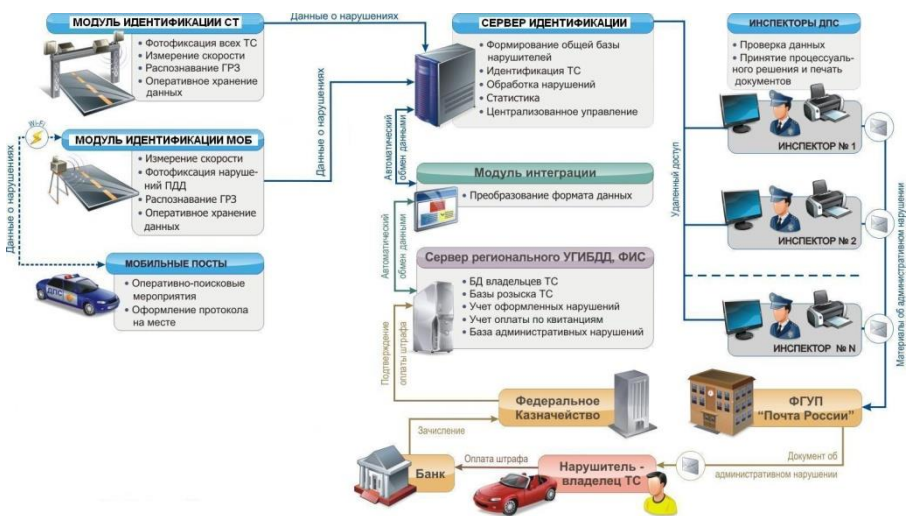 МОДУЛЬ ИДЕНТИФИКАЦИИ СТ
• Фотофиксация всех ТС
• Измерение скорости
• Распознавание ГРЗ
• Оперативное хранение
данных
Данные о нарушениях
СЕРВЕР ИДЕНТИФИКАЦИИ
• Формирование общей базы
нарушителей
• Идентификация ТС
• Обработка нарушений
• Статистика
• Централизованное управление
ИНСПЕКТОРЫ ДПС
• Проверка данных
• Принятие процессуаль-
ного решения и печать
документов
Wi-Fi
МОДУЛЬ ИДЕНТИФИКАЦИИ МОБ
• Измерение скорости
• Фотофиксация наруше-
ний ПДД
• Распознавание ГРЗ
• Оперативное хранение
данных
Данные о нарушениях
Данные о нарушениях
МОБИЛЬНЫЕ ПОСТЫ
• Оперативно-поисковые
мероприятия
• Оформление протокола
на месте
ДПС
Автоматический
обмен данными
Модуль интеграции
• Преобразование формата данных
Автоматический
обмен данными
Сервер регионального УГИБДД, ФИС
• БД владельцев ТС
• Базы розыска ТС
• Учет оформленных нарушений
• Учет оплаты по квитанциям
• База административных нарушений
Удаленный доступ
ИНСПЕКТОР № 1
ИНСПЕКТОР № 2
ИНСПЕКТОР № N
Материалы об административном нарушении
Подтверждение
оплаты штрафа
Федеральное
Казначейство
ФГУП
“Почта России”
Зачисление
Банк
Оплата штрафа
Нарушитель -
владелец ТС
Документ об
административном нарушении